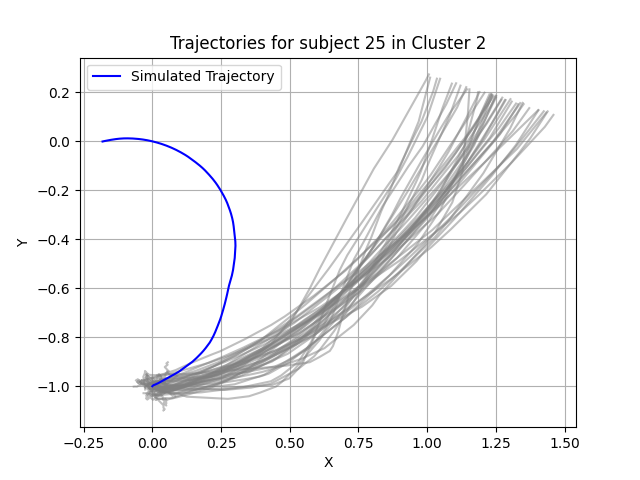 Trajectories for subject 25 in Cluster 2
Simulated Trajectory
Y
0.2
0.0
−0.2
−0.4
−0.6
−0.8
−1.0
−0.25 0.00 0.25 0.50 0.75 1.00 1.25 1.50
X